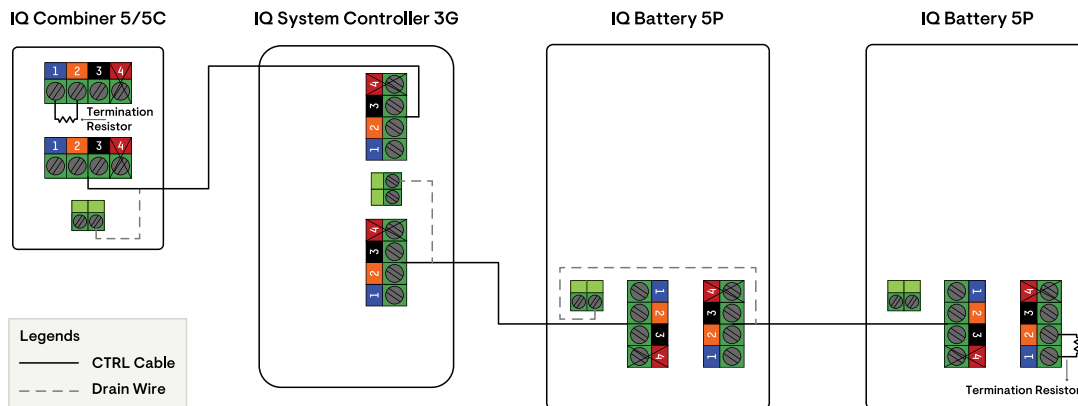 IQ Combiner 5/5C
IQ System Controller 3G
IQ Battery 5P
IQ Battery 5P
1 2 3 4
Termination
Resistor
1 2 3 4
4
3
2
1
4
3
2
1
1
2
3
4
4
3
2
1
1
2
3
4
4
3
2
1
Termination Resistor
Legends
CTRL Cable
Drain Wire